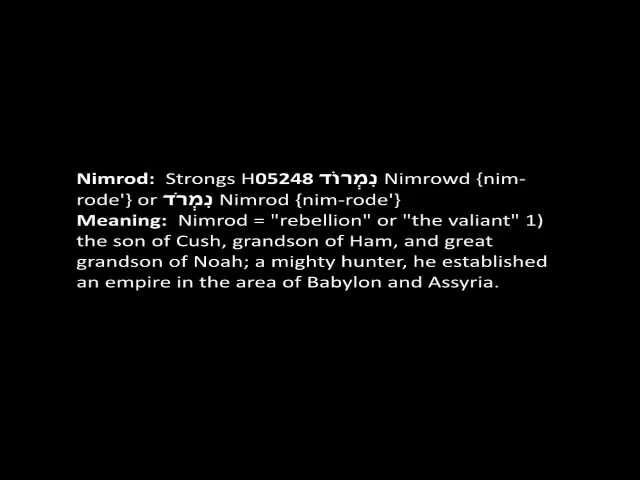 Nimrod:  Strongs H05248 נִמְרוֹד Nimrowd {nim-
rode'} or נִמְרֹד Nimrod {nim-rode'}
Meaning:  Nimrod = "rebellion" or "the valiant" 1)
the son of Cush, grandson of Ham, and great
grandson of Noah; a mighty hunter, he established
an empire in the area of Babylon and Assyria.